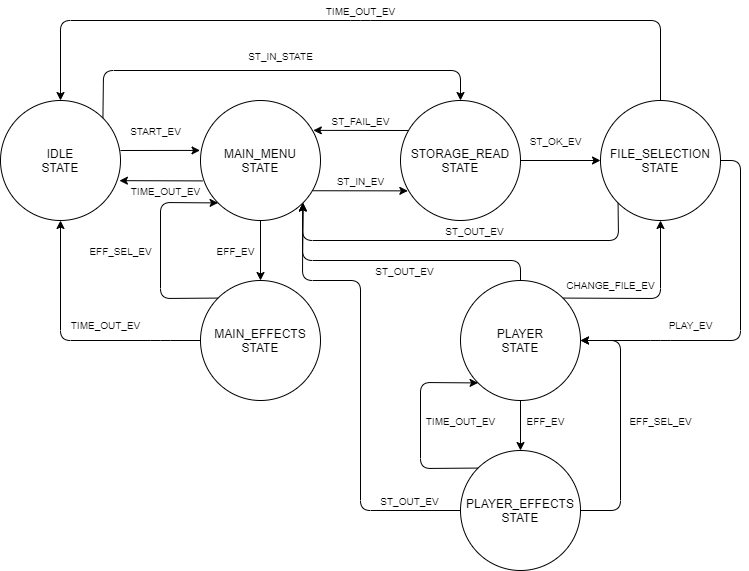 TIME_OUT_EV
ST_IN_STATE
START_EV
ST_FAIL_EV
ST_OK_EV
IDLE
STATE
MAIN_MENU
STATE
STORAGE_READ
STATE
FILE_SELECTION
STATE
TIME_OUT_EV
ST_IN_EV
ST_OUT_EV
EFF_SEL_EV
EFF_EV
ST_OUT_EV
CHANGE_FILE_EV
TIME_OUT_EV
MAIN_EFFECTS
STATE
PLAYER
STATE
PLAY_EV
TIME_OUT_EV
EFF_EV
EFF_SEL_EV
ST_OUT_EV
PLAYER_EFFECTS
STATE